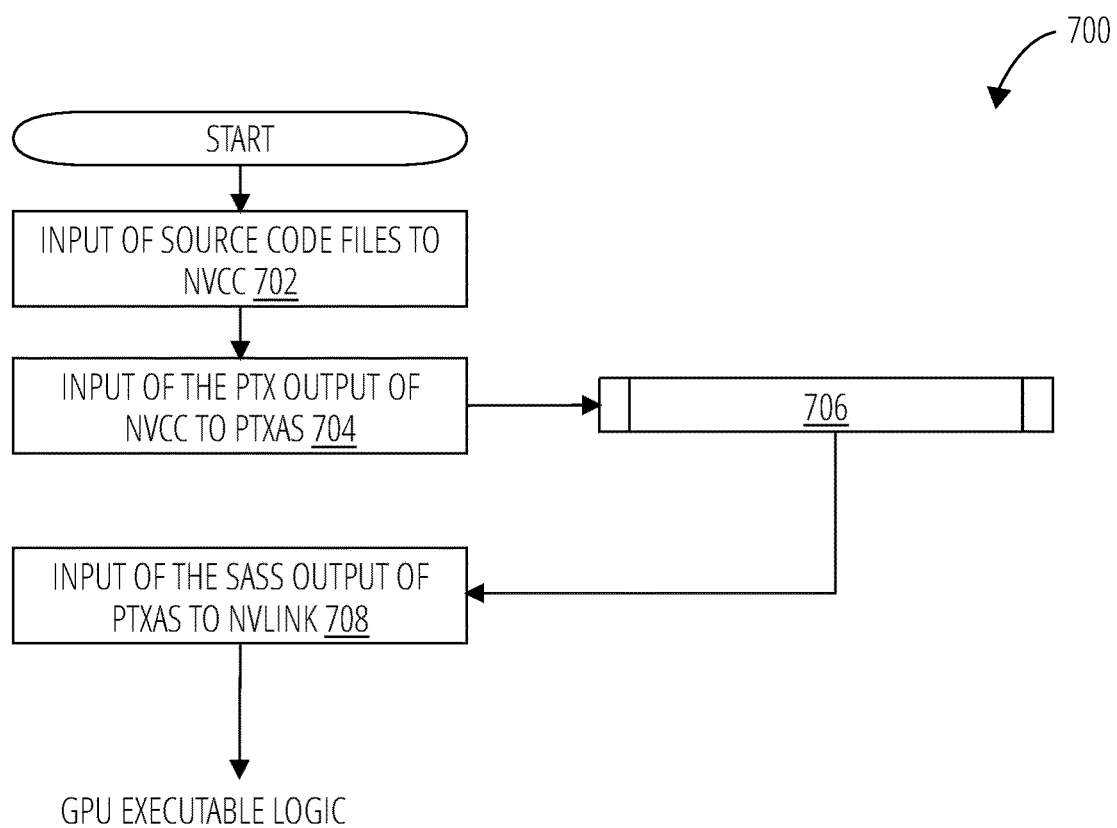 700
START
INPUT OF SOURCE CODE FILES TO
NVCC 702
INPUT OF THE PTX OUTPUT OF
NVCC TO PTXAS 704
706
INPUT OF THE SASS OUTPUT OF
PTXAS TO NVLINK 708
GPU EXECUTABLE LOGIC